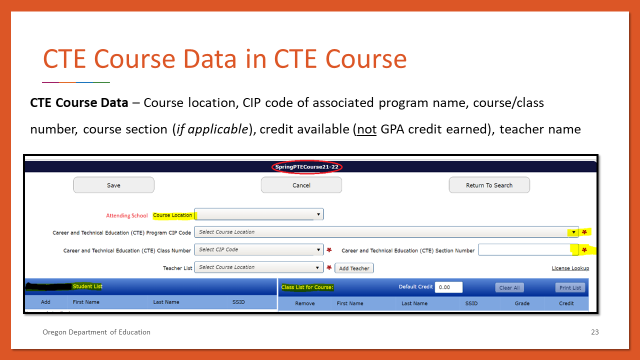 CTE Course Data in CTE Course
CTE Course Data – Course location, CIP code of associated program name, course/class
number, course section (if applicable), credit available (not GPA credit earned), teacher name
SpringPTECourse21-22
Save Cancel Return To Search
Attending School Course Location
Career and Technical Education (CTE) Program CIP Code Select Course Location *
Career and Technical Education (CTE) Class Number Select CIP Code * Career and Technical Education (CTE) Section Number *
Teacher List Select Course Location * Add Teacher License Lookup
Student List Class List for Course: Default Credit 0.00 Clear All Print List
Add First Name Last Name SSID Remove First Name Last Name SSID Grade Credit
Oregon Department of Education 23